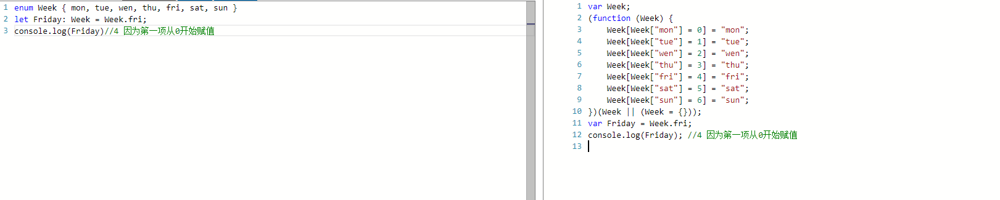 1 enum Week { mon, tue, wen, thu, fri, sat, sun }
2 let Friday: Week = Week.fri;
3 console.log(Friday)//4 因为第一项从0开始赋值
1 var Week;
2 (function (Week) {
3     Week[Week["mon"] = 0] = "mon";
4     Week[Week["tue"] = 1] = "tue";
5     Week[Week["wen"] = 2] = "wen";
6     Week[Week["thu"] = 3] = "thu";
7     Week[Week["fri"] = 4] = "fri";
8     Week[Week["sat"] = 5] = "sat";
9     Week[Week["sun"] = 6] = "sun";
10 })(Week || (Week = {}));
11 var Friday = Week.fri;
12 console.log(Friday); //4 因为第一项从0开始赋值
13